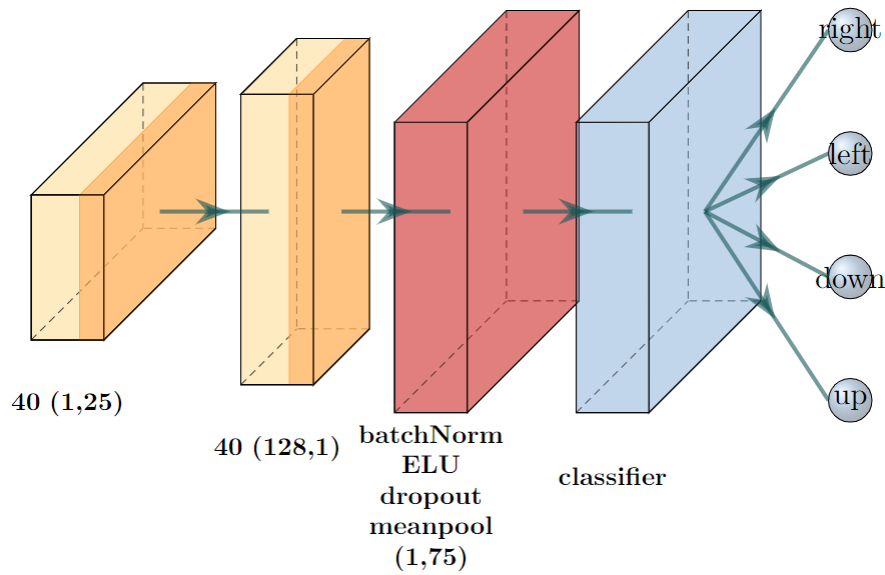 right
left
down
up
40 (1,25)
40 (128,1)
batchNorm
ELU
dropout
meanpool
(1,75)
classifier